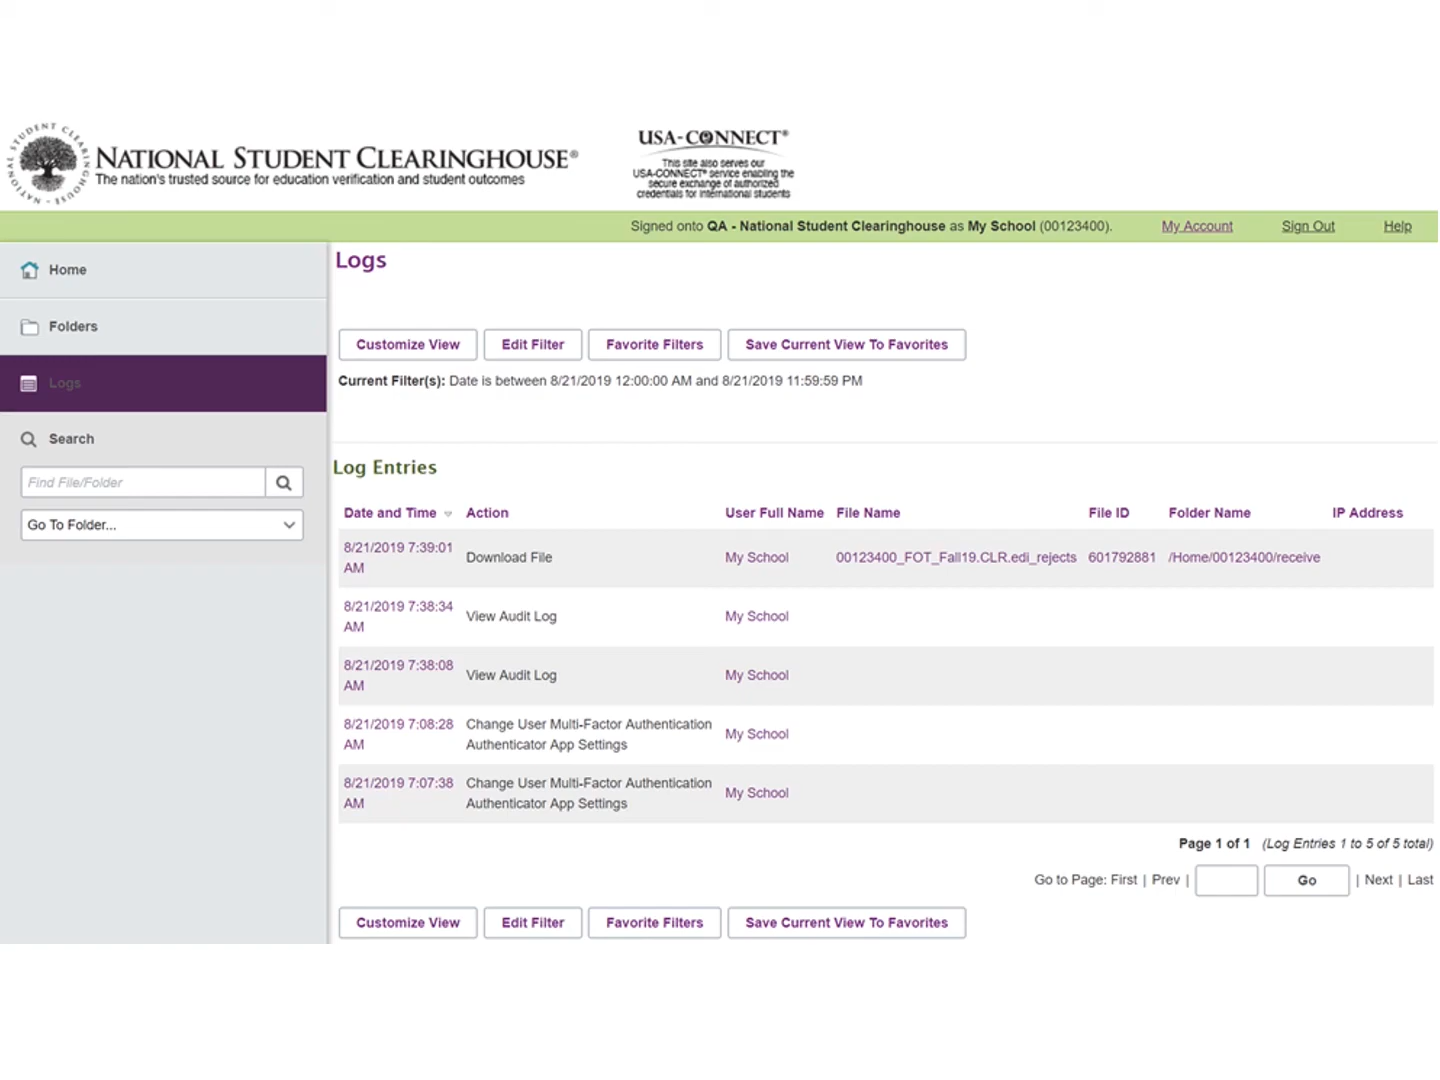 NATIONAL STUDENT CLEARINGHOUSE
NATIONAL STUDENT CLEARINGHOUSE®
The nation's trusted source for education verification and student outcomes
USA-CONNECT®
This site also serves our
USA-CONNECT® service enabling the
secure exchange of authorized
credentials for international students
Signed onto QA - National Student Clearinghouse as My School (00123400).
My Account
Sign Out
Help
Home
Folders
Logs
Search
Find File/Folder
Go To Folder...
Logs
Customize View
Edit Filter
Favorite Filters
Save Current View To Favorites
Current Filter(s): Date is between 8/21/2019 12:00:00 AM and 8/21/2019 11:59:59 PM
Log Entries
Date and Time Action User Full Name File Name File ID Folder Name IP Address
8/21/2019 7:39:01
AM
Download File My School 00123400_FOT_Fall19.CLR.edi_rejects 601792881 /Home/00123400/receive
8/21/2019 7:38:34
AM
View Audit Log My School
8/21/2019 7:38:08
AM
View Audit Log My School
8/21/2019 7:08:28
AM
Change User Multi-Factor Authentication
Authenticator App Settings
My School
8/21/2019 7:07:38
AM
Change User Multi-Factor Authentication
Authenticator App Settings
My School
Page 1 of 1 (Log Entries 1 to 5 of 5 total)
Go to Page: First | Prev | Go | Next | Last
Customize View
Edit Filter
Favorite Filters
Save Current View To Favorites